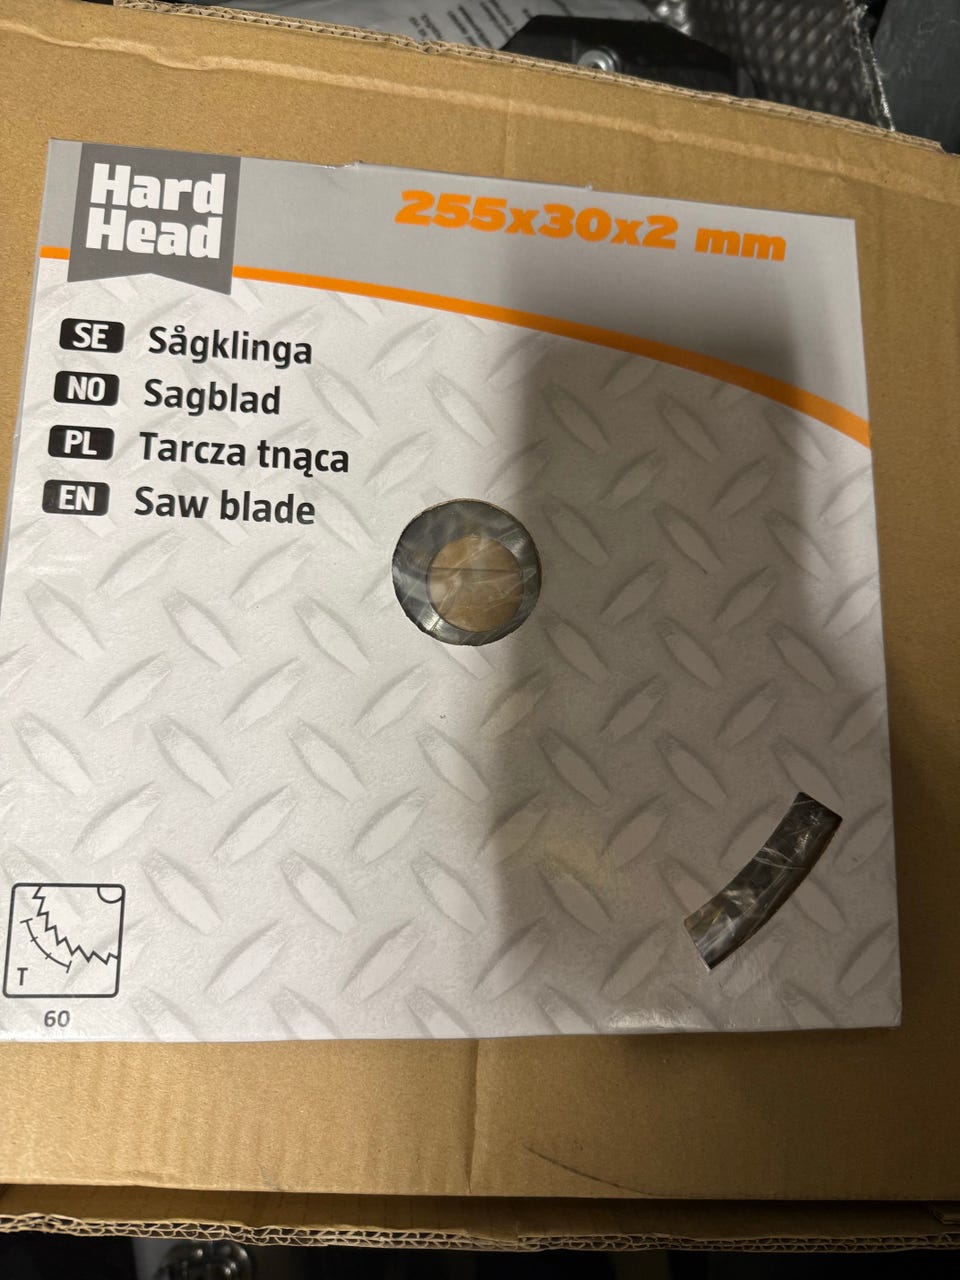 Hard
Head
255x30x2 mm
SE Sågklinga
NO Sagblad
PL Tarcza tnąca
EN Saw blade
T
60